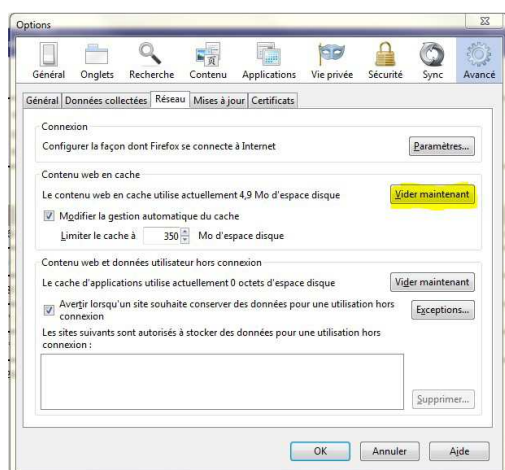 Options
Général Onglets Recherche Contenu Applications Vie privée Sécurité Sync Avancé
Général Données collectées Réseau Mises à jour Certificats
Connexion
Configurer la façon dont Firefox se connecte à Internet Paramètres...
Contenu web en cache
Le contenu web en cache utilise actuellement 4,9 Mo d'espace disque Vider maintenant
Modifier la gestion automatique du cache
Limiter le cache à 350 Mo d'espace disque
Contenu web et données utilisateur hors connexion
Le cache d'applications utilise actuellement 0 octets d'espace disque Vider maintenant
Avertir lorsqu'un site souhaite conserver des données pour une utilisation hors
connexion Exceptions...
Les sites suivants sont autorisés à stocker des données pour une utilisation hors
connexion :
Supprimer...
OK Annuler Aide